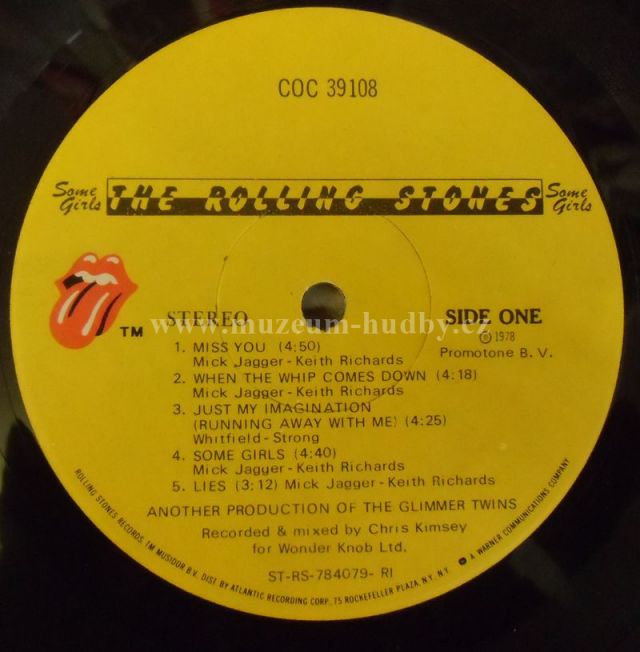 COC 39108
Some Girls
THE ROLLING STONES
Some Girls
TM
www.muzeum-hudby.cz
STEREO
SIDE ONE
℗ 1978
Promotone B. V.
1. MISS YOU (4:50)
Mick Jagger - Keith Richards
2. WHEN THE WHIP COMES DOWN (4:18)
Mick Jagger - Keith Richards
3. JUST MY IMAGINATION
(RUNNING AWAY WITH ME) (4:25)
Whitfield - Strong
4. SOME GIRLS (4:40)
Mick Jagger - Keith Richards
5. LIES (3:12) Mick Jagger - Keith Richards
ANOTHER PRODUCTION OF THE GLIMMER TWINS
Recorded & mixed by Chris Kimsey
for Wonder Knob Ltd.
ST-RS-784079- RI
ROLLING STONES RECORDS, TM MUSIDOR B.V. DIST. BY ATLANTIC RECORDING CORP., 75 ROCKEFELLER PLAZA, N.Y., N.Y. A WARNER COMMUNICATIONS COMPANY